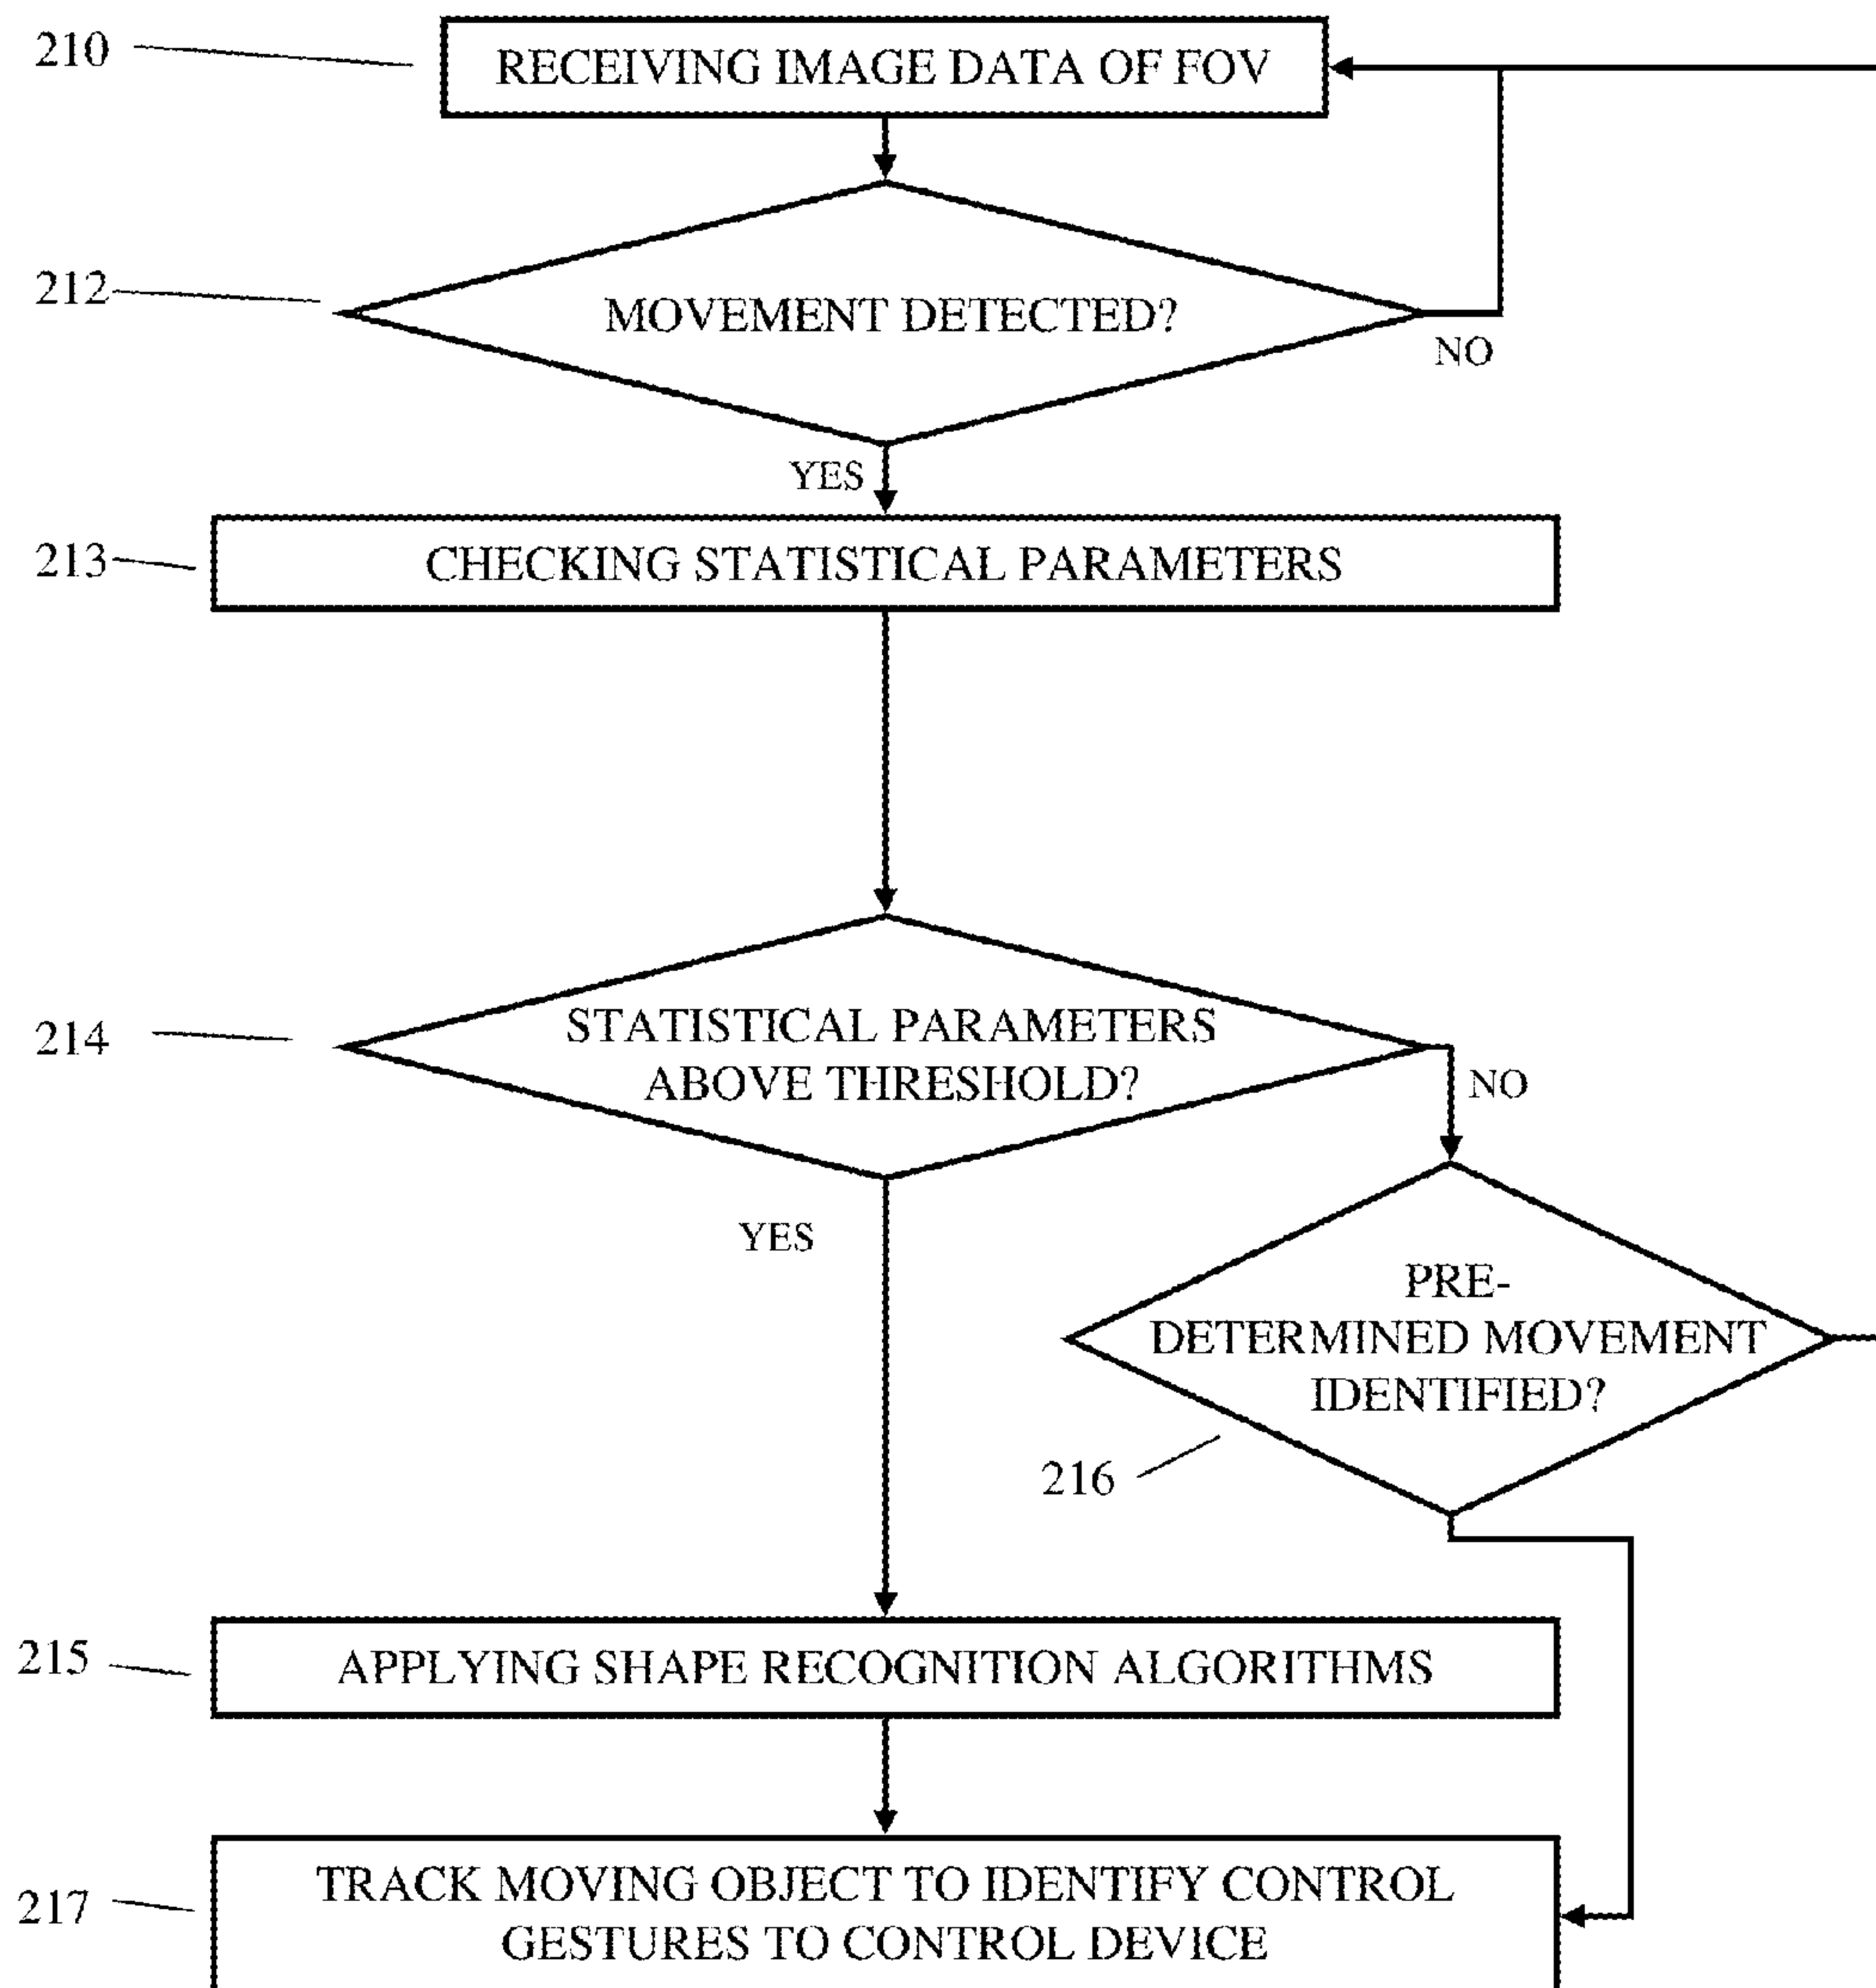 210
RECEIVING IMAGE DATA OF FOV
212
MOVEMENT DETECTED?
NO
YES
213
CHECKING STATISTICAL PARAMETERS
214
STATISTICAL PARAMETERS
ABOVE THRESHOLD?
NO
YES
PRE-
DETERMINED MOVEMENT
IDENTIFIED?
216
215
APPLYING SHAPE RECOGNITION ALGORITHMS
217
TRACK MOVING OBJECT TO IDENTIFY CONTROL
GESTURES TO CONTROL DEVICE